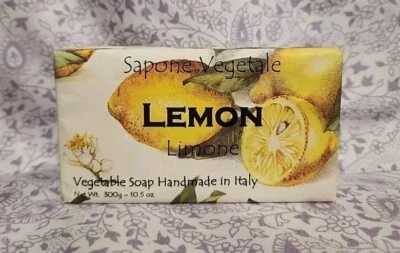 Sapone Vegetale
LEMON
Limone
Vegetable Soap Handmade in Italy
Net Wt. 300g – 10.5 oz